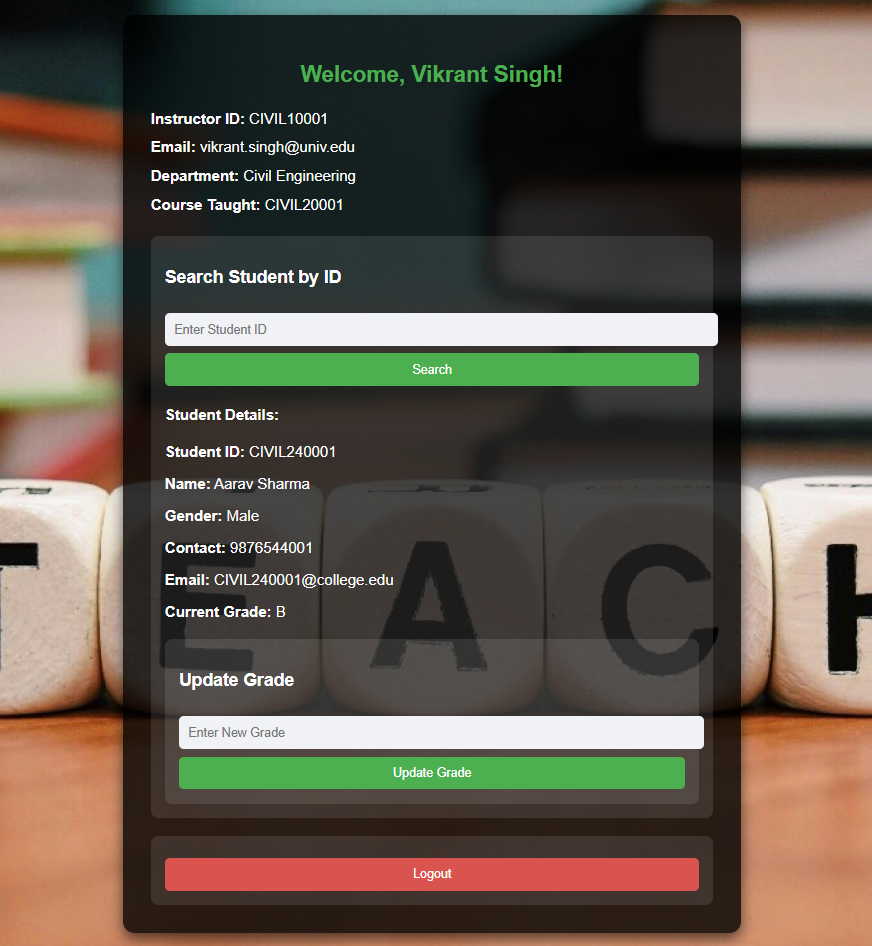 Welcome, Vikrant Singh!
Instructor ID: CIVIL10001
Email: vikrant.singh@univ.edu
Department: Civil Engineering
Course Taught: CIVIL20001
Search Student by ID
Enter Student ID
Search
Student Details:
Student ID: CIVIL240001
Name: Aarav Sharma
Gender: Male
Contact: 9876544001
Email: CIVIL240001@college.edu
Current Grade: B
T E A C H
Update Grade
Enter New Grade
Update Grade
Logout